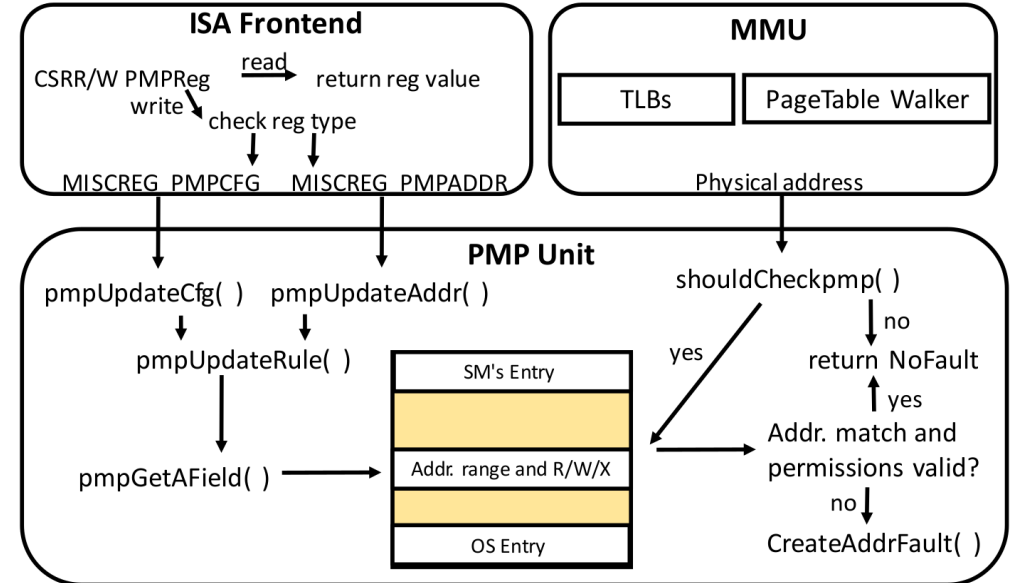 ISA Frontend
CSRR/W PMPReg
read
return reg value
write
check reg type
MISCREG_PMPCFG
MISCREG_PMPADDR
MMU
TLBs
PageTable Walker
Physical address
PMP Unit
pmpUpdateCfg( )
pmpUpdateAddr( )
pmpUpdateRule( )
pmpGetAField( )
SM's Entry
Addr. range and R/W/X
OS Entry
shouldCheckpmp( )
yes
no
return NoFault
yes
Addr. match and
permissions valid?
no
CreateAddrFault( )